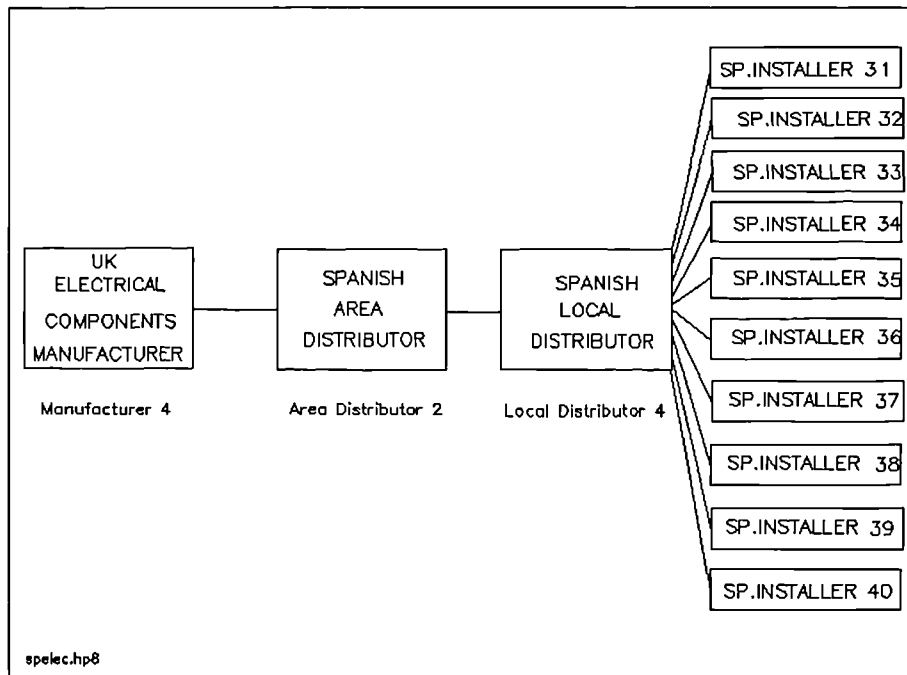 UK
ELECTRICAL
COMPONENTS
MANUFACTURER
Manufacturer 4
SPANISH
AREA
DISTRIBUTOR
Area Distributor 2
SPANISH
LOCAL
DISTRIBUTOR
Local Distributor 4
SP.INSTALLER 31
SP.INSTALLER 32
SP.INSTALLER 33
SP.INSTALLER 34
SP.INSTALLER 35
SP.INSTALLER 36
SP.INSTALLER 37
SP.INSTALLER 38
SP.INSTALLER 39
SP.INSTALLER 40
spelec.hp8